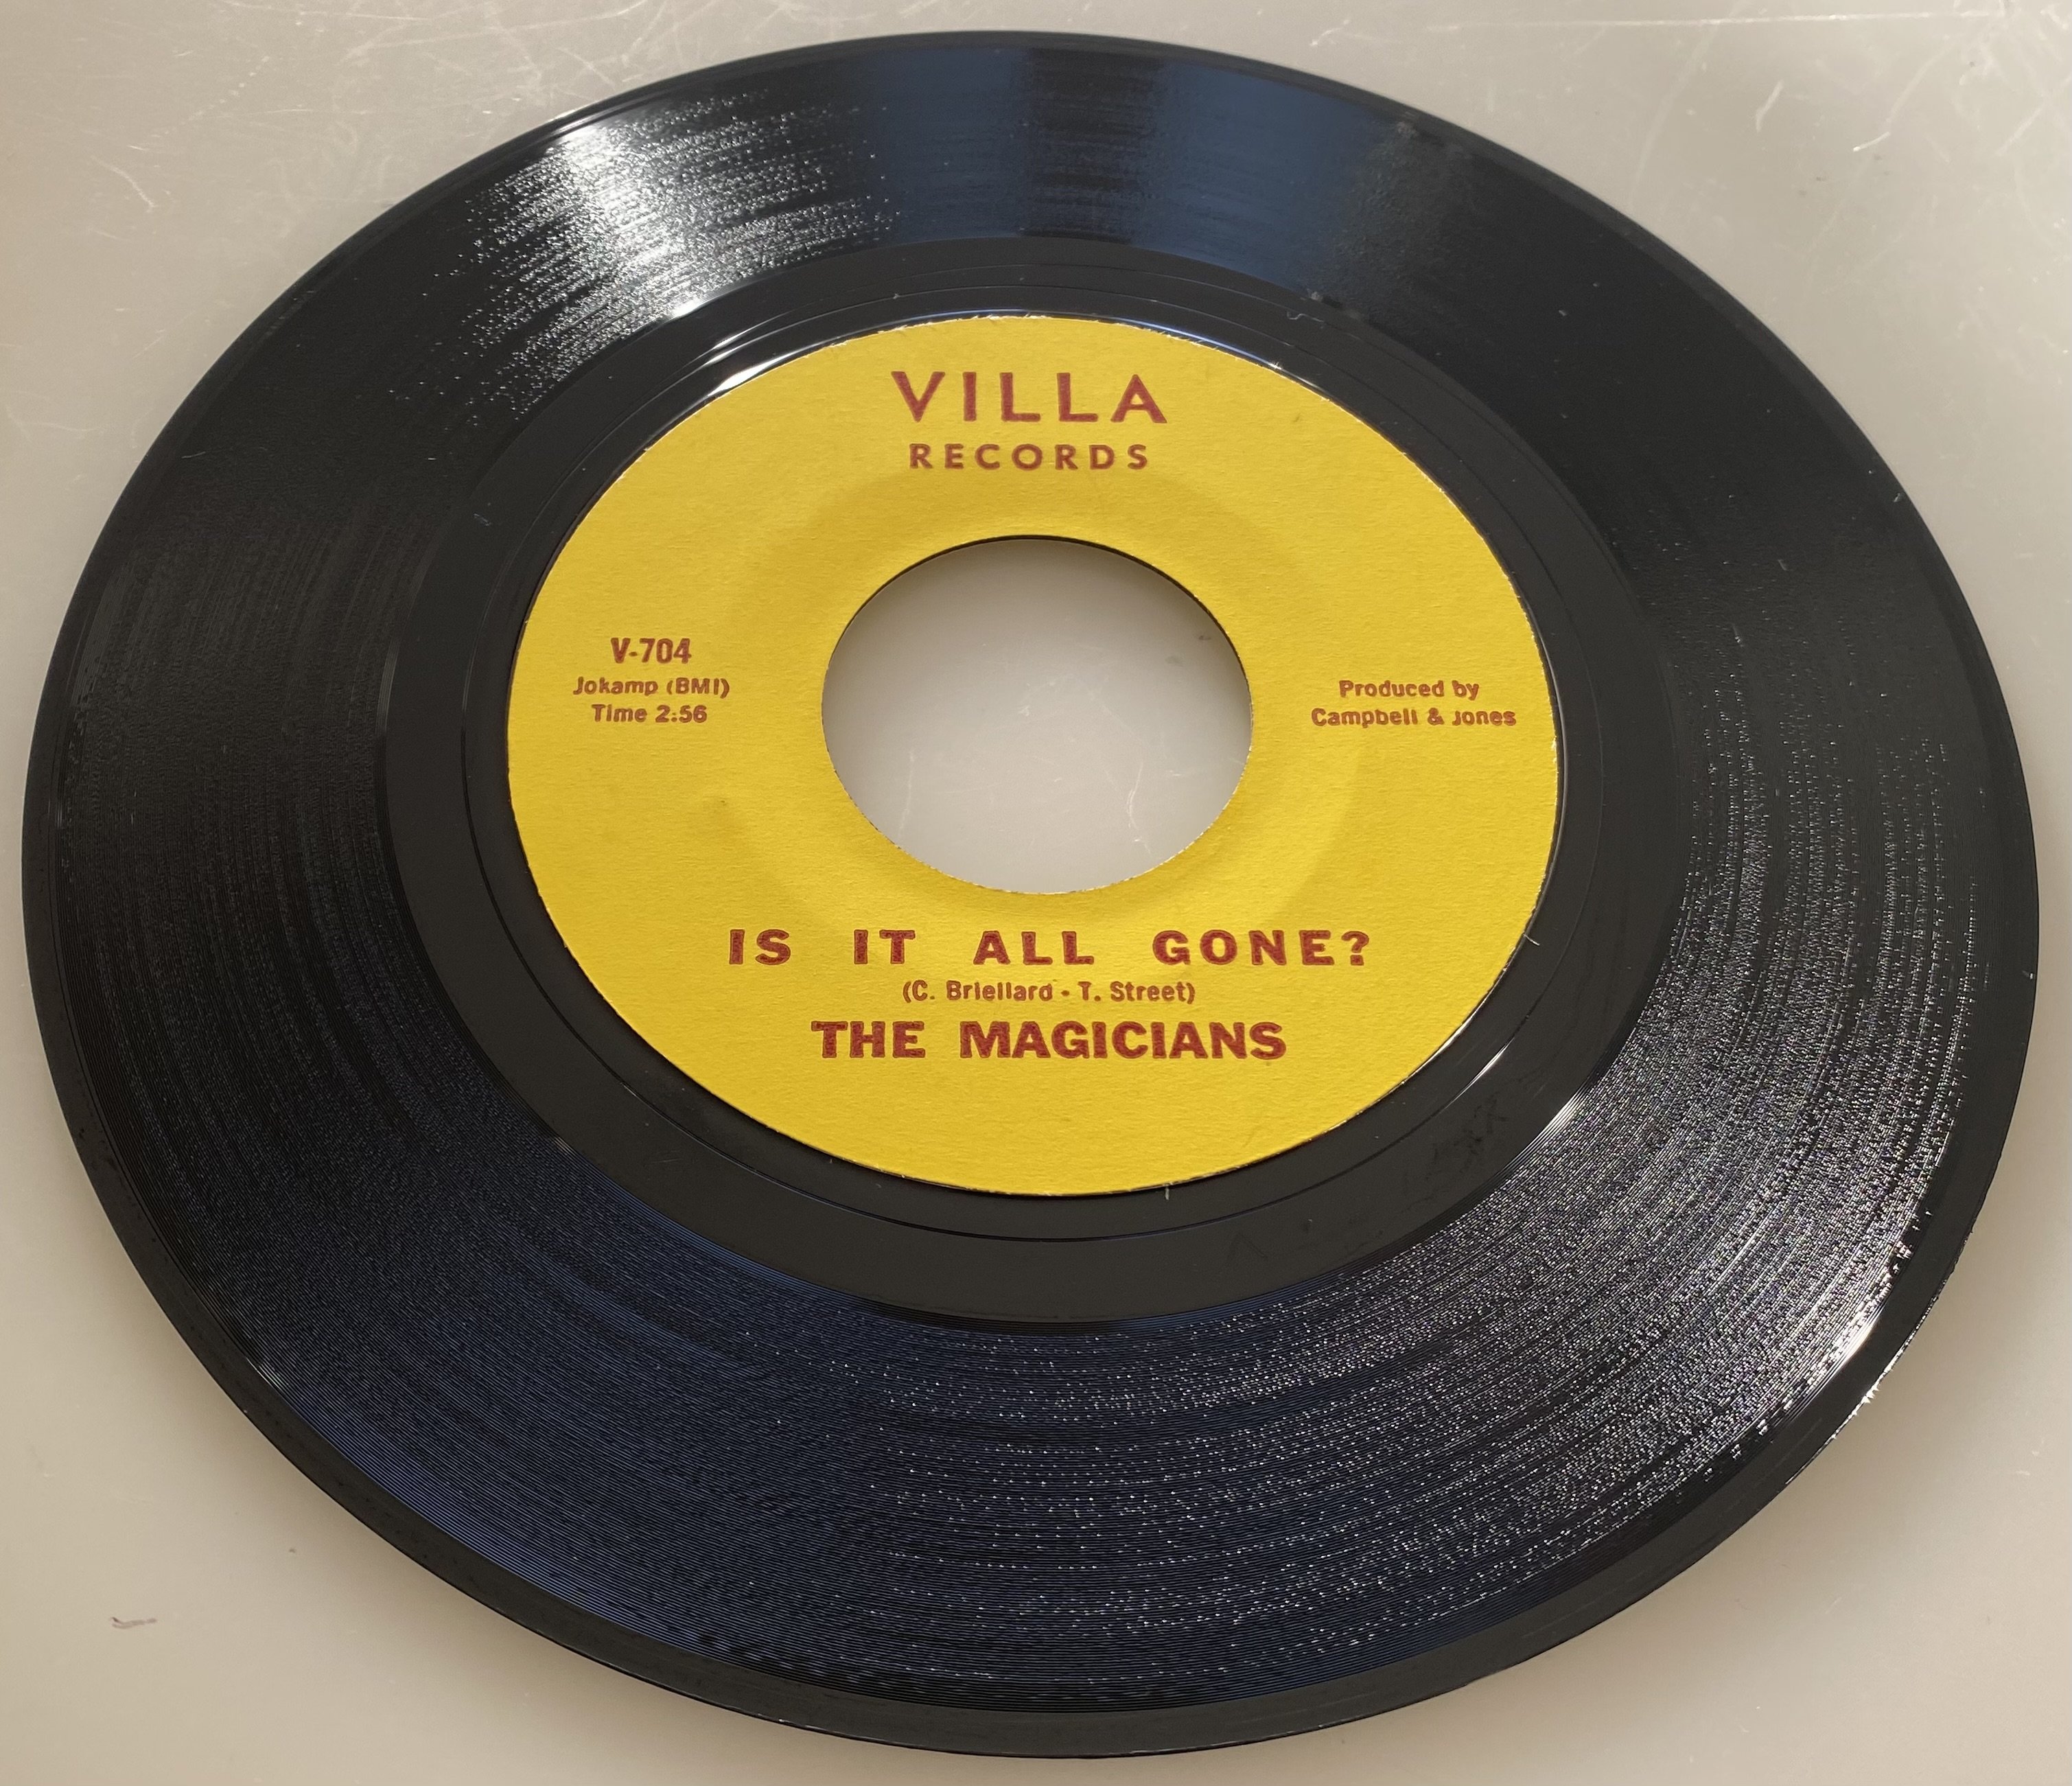 VILLA
RECORDS
V-704
Jokamp (BMI)
Time 2:56
Produced by
Campbell & Jones
IS IT ALL GONE?
(C. Briellard - T. Street)
THE MAGICIANS